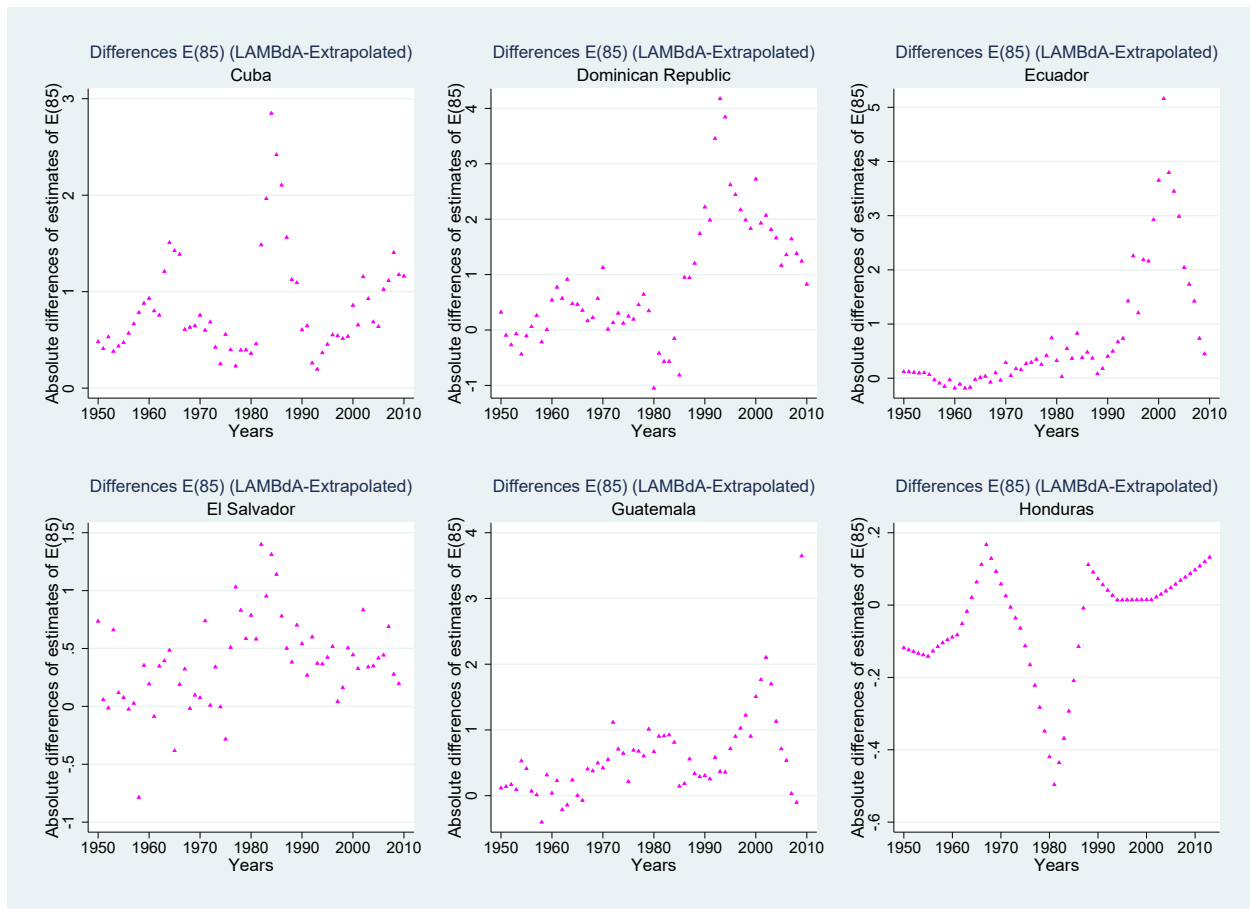 Differences E(85) (LAMBdA-Extrapolated)
Cuba
Absolute differences of estimates of E(85)
3
2
1
0
1950 1960 1970 1980 1990 2000 2010
Years
Differences E(85) (LAMBdA-Extrapolated)
Dominican Republic
Absolute differences of estimates of E(85)
4
3
2
1
0
-1
1950 1960 1970 1980 1990 2000 2010
Years
Differences E(85) (LAMBdA-Extrapolated)
Ecuador
Absolute differences of estimates of E(85)
5
4
3
2
1
0
1950 1960 1970 1980 1990 2000 2010
Years
Differences E(85) (LAMBdA-Extrapolated)
El Salvador
Absolute differences of estimates of E(85)
1.5
1
.5
0
-.5
-1
1950 1960 1970 1980 1990 2000 2010
Years
Differences E(85) (LAMBdA-Extrapolated)
Guatemala
Absolute differences of estimates of E(85)
4
3
2
1
0
1950 1960 1970 1980 1990 2000 2010
Years
Differences E(85) (LAMBdA-Extrapolated)
Honduras
Absolute differences of estimates of E(85)
.2
0
-.2
-.4
-.6
1950 1960 1970 1980 1990 2000 2010
Years